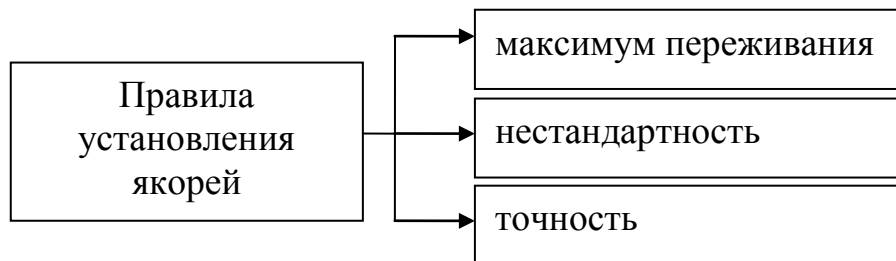 Правила
установления
якорей
максимум переживания
нестандартность
точность